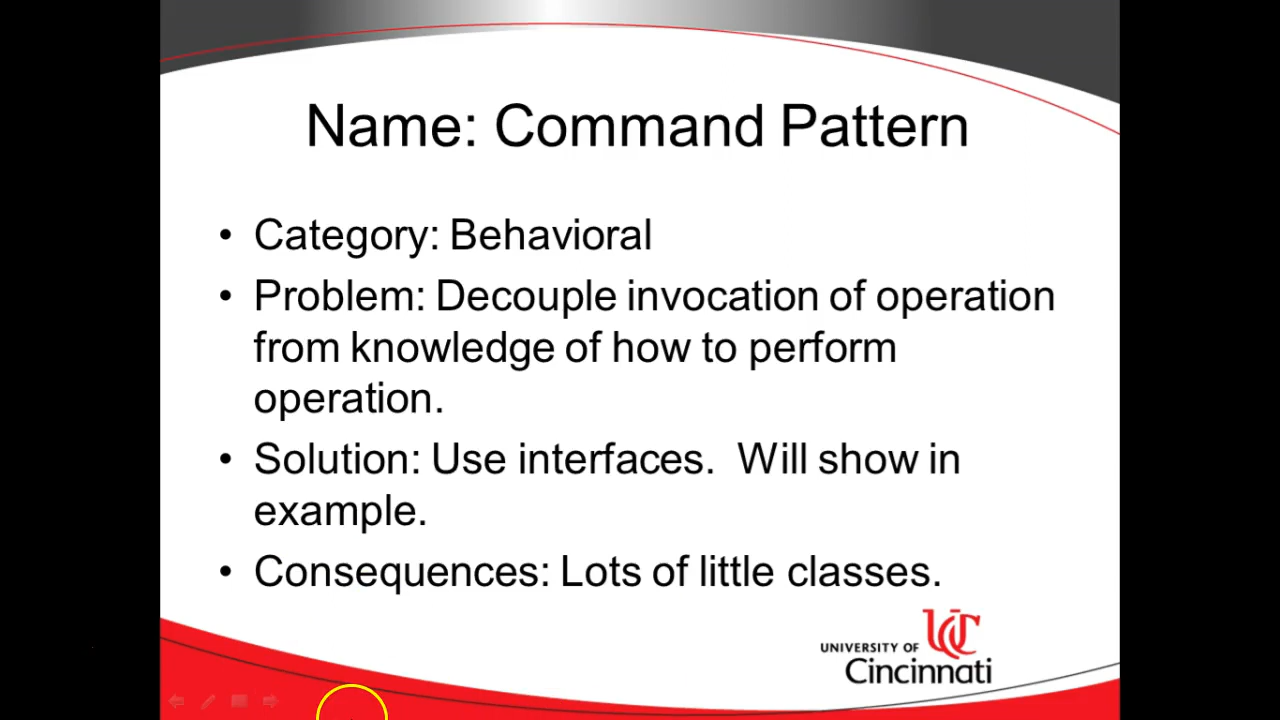 Name: Command Pattern
• Category: Behavioral
• Problem: Decouple invocation of operation
from knowledge of how to perform
operation.
• Solution: Use interfaces.  Will show in
example.
• Consequences: Lots of little classes.
UNIVERSITY OF
UC
Cincinnati